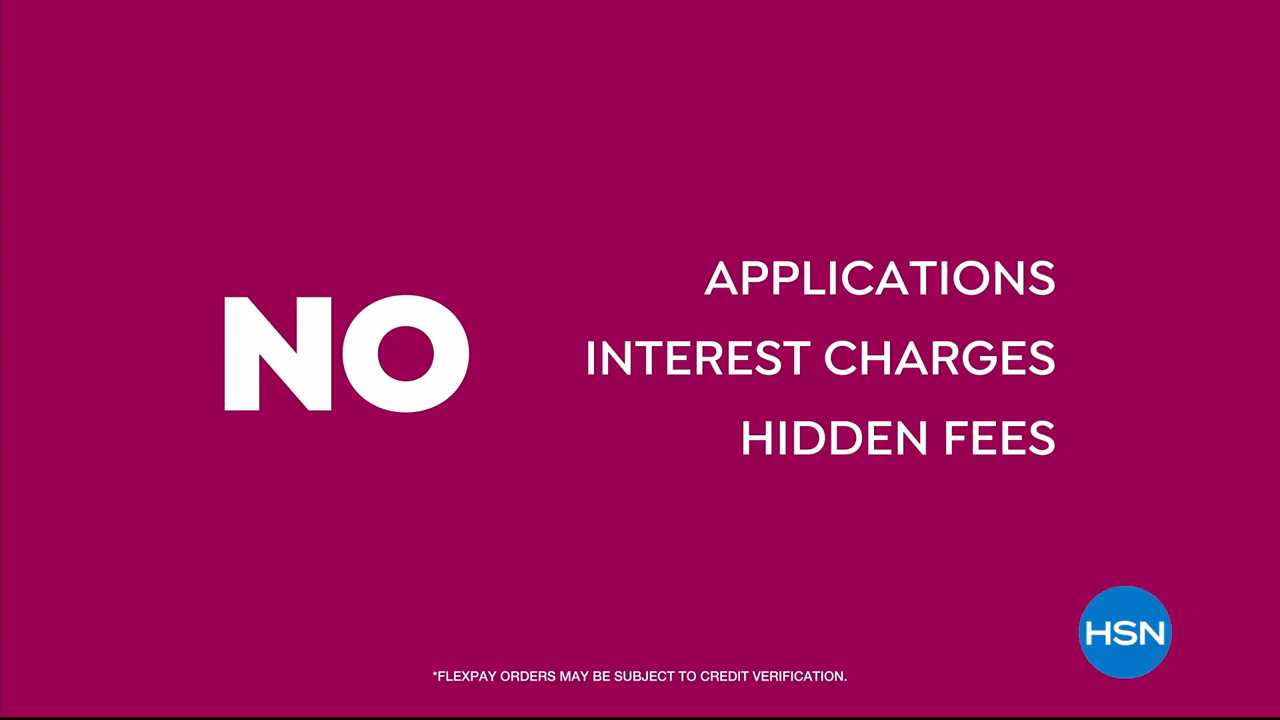 NO
APPLICATIONS
INTEREST CHARGES
HIDDEN FEES
HSN
*FLEXPAY ORDERS MAY BE SUBJECT TO CREDIT VERIFICATION.